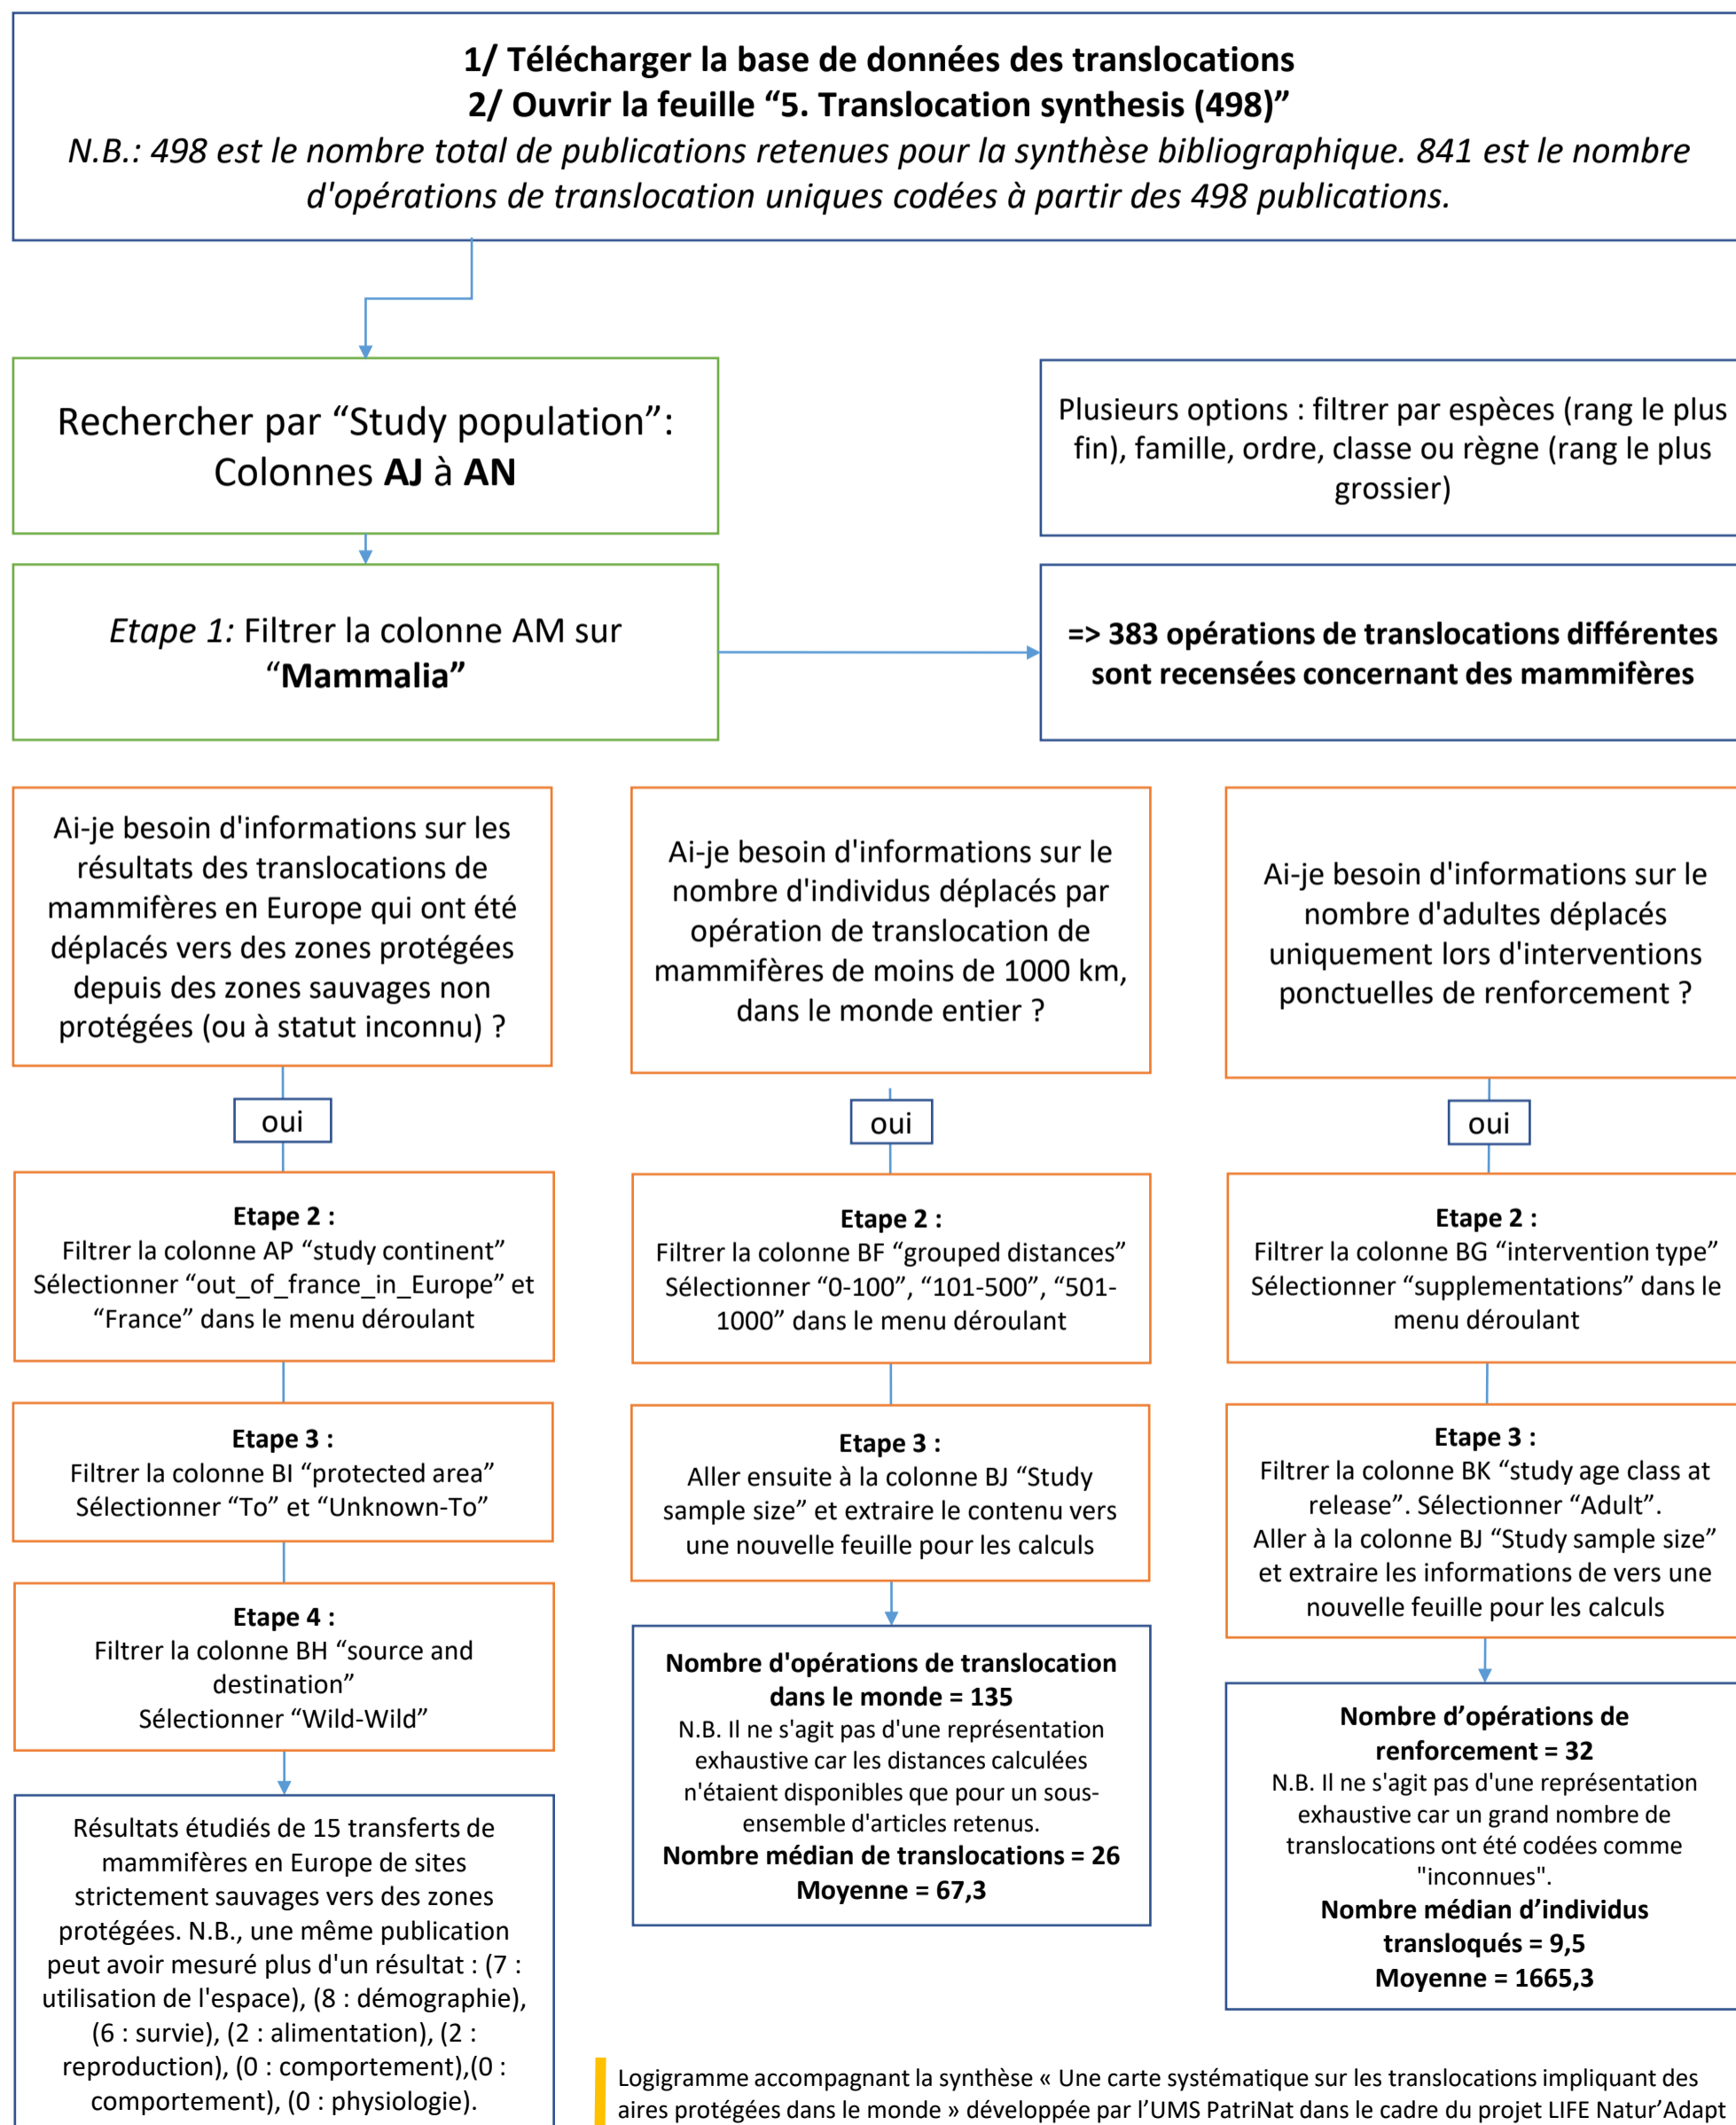 1/ Télécharger la base de données des translocations
2/ Ouvrir la feuille “5. Translocation synthesis (498)”
N.B.: 498 est le nombre total de publications retenues pour la synthèse bibliographique. 841 est le nombre
d'opérations de translocation uniques codées à partir des 498 publications.
Rechercher par “Study population”:
Colonnes AJ à AN
Plusieurs options : filtrer par espèces (rang le plus
fin), famille, ordre, classe ou règne (rang le plus
grossier)
Etape 1: Filtrer la colonne AM sur
“Mammalia”
=> 383 opérations de translocations différentes
sont recensées concernant des mammifères
Ai-je besoin d'informations sur les
résultats des translocations de
mammifères en Europe qui ont été
déplacés vers des zones protégées
depuis des zones sauvages non
protégées (ou à statut inconnu) ?
oui
Etape 2 :
Filtrer la colonne AP “study continent”
Sélectionner “out_of_france_in_Europe” et
“France” dans le menu déroulant
Etape 3 :
Filtrer la colonne BI “protected area”
Sélectionner “To” et “Unknown-To”
Etape 4 :
Filtrer la colonne BH “source and
destination”
Sélectionner “Wild-Wild”
Résultats étudiés de 15 transferts de
mammifères en Europe de sites
strictement sauvages vers des zones
protégées. N.B., une même publication
peut avoir mesuré plus d'un résultat : (7 :
utilisation de l'espace), (8 : démographie),
(6 : survie), (2 : alimentation), (2 :
reproduction), (0 : comportement),(0 :
comportement), (0 : physiologie).
Ai-je besoin d'informations sur le
nombre d'individus déplacés par
opération de translocation de
mammifères de moins de 1000 km,
dans le monde entier ?
oui
Etape 2 :
Filtrer la colonne BF “grouped distances”
Sélectionner “0-100”, “101-500”, “501-
1000” dans le menu déroulant
Etape 3 :
Aller ensuite à la colonne BJ “Study
sample size” et extraire le contenu vers
une nouvelle feuille pour les calculs
Nombre d'opérations de translocation
dans le monde = 135
N.B. Il ne s'agit pas d'une représentation
exhaustive car les distances calculées
n'étaient disponibles que pour un sous-
ensemble d'articles retenus.
Nombre médian de translocations = 26
Moyenne = 67,3
Ai-je besoin d'informations sur le
nombre d'adultes déplacés
uniquement lors d'interventions
ponctuelles de renforcement ?
oui
Etape 2 :
Filtrer la colonne BG “intervention type”
Sélectionner “supplementations” dans le
menu déroulant
Etape 3 :
Filtrer la colonne BK “study age class at
release”. Sélectionner “Adult”.
Aller à la colonne BJ “Study sample size”
et extraire les informations de vers une
nouvelle feuille pour les calculs
Nombre d’opérations de
renforcement = 32
N.B. Il ne s'agit pas d'une représentation
exhaustive car un grand nombre de
translocations ont été codées comme
"inconnues".
Nombre médian d’individus
transloqués = 9,5
Moyenne = 1665,3
Logigramme accompagnant la synthèse « Une carte systématique sur les translocations impliquant des
aires protégées dans le monde » développée par l’UMS PatriNat dans le cadre du projet LIFE Natur’Adapt